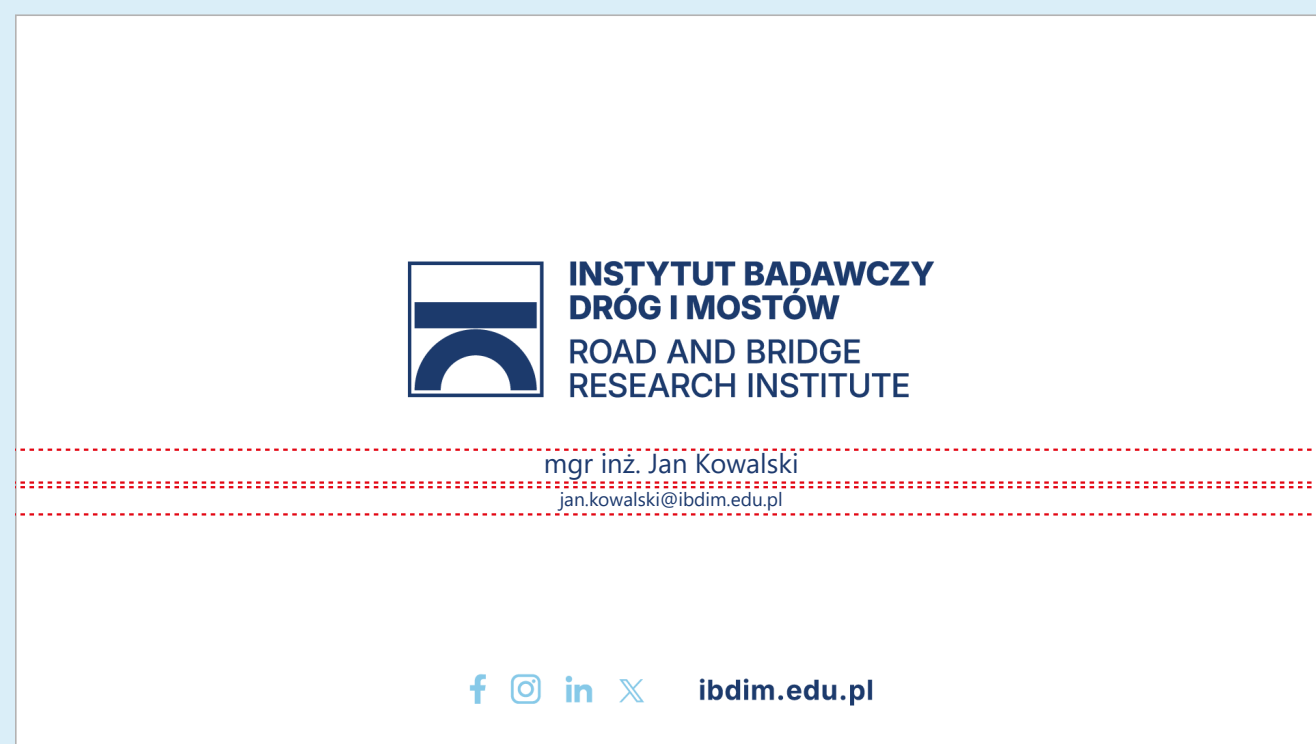 INSTYTUT BADAWCZY
DRÓG I MOSTÓW
ROAD AND BRIDGE
RESEARCH INSTITUTE
mgr inż. Jan Kowalski
jan.kowalski@ibdim.edu.pl
ibdim.edu.pl